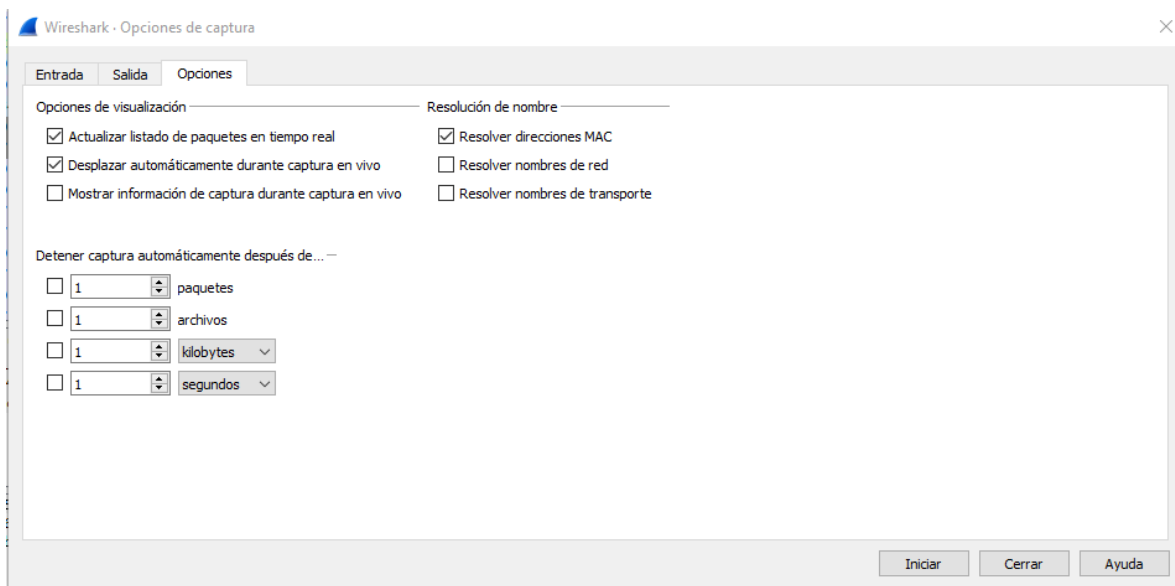 Wireshark · Opciones de captura
Entrada Salida Opciones
Opciones de visualización
Actualizar listado de paquetes en tiempo real
Desplazar automáticamente durante captura en vivo
Mostrar información de captura durante captura en vivo
Resolución de nombre
Resolver direcciones MAC
Resolver nombres de red
Resolver nombres de transporte
Detener captura automáticamente después de...
1 paquetes
1 archivos
1 kilobytes
1 segundos
Iniciar Cerrar Ayuda